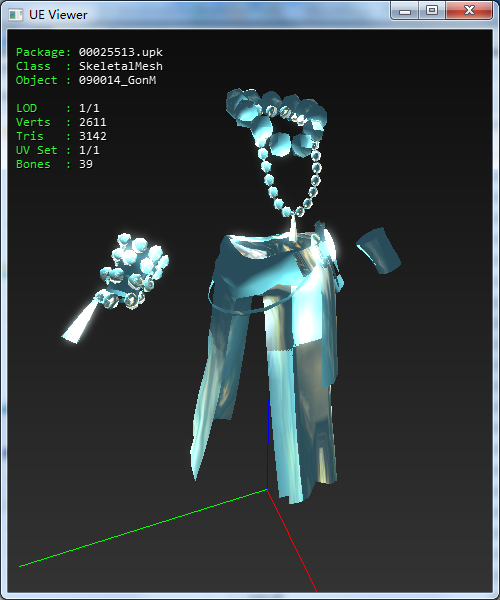 UE Viewer
Package: 00025513.upk
Class : SkeletalMesh
Object : 090014_GonM
LOD : 1/1
Verts : 2611
Tris : 3142
UV Set : 1/1
Bones : 39